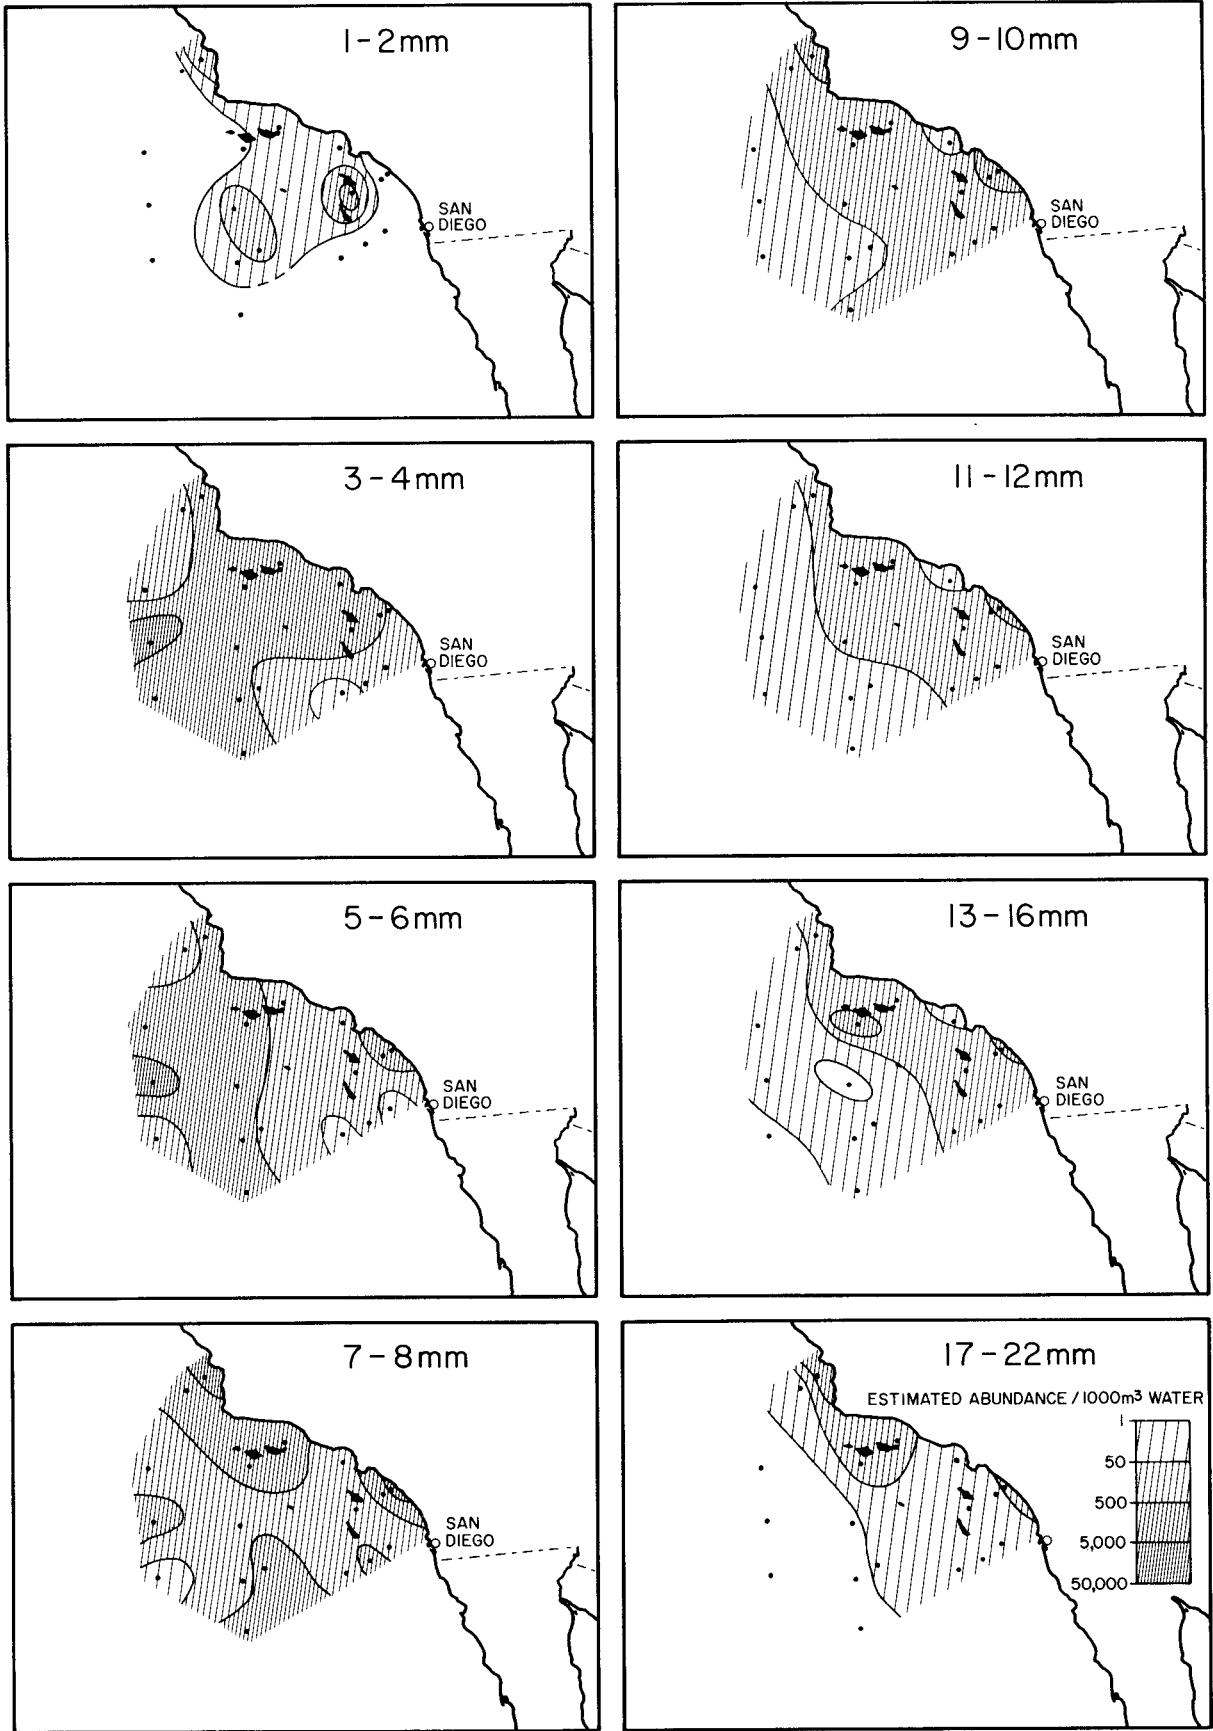 1-2mm
SAN
DIEGO
9-10mm
SAN
DIEGO
3-4mm
SAN
DIEGO
11-12mm
SAN
DIEGO
5-6mm
SAN
DIEGO
13-16mm
SAN
DIEGO
7-8mm
SAN
DIEGO
17-22mm
ESTIMATED ABUNDANCE / 1000m³ WATER
1
50
500
5,000
50,000